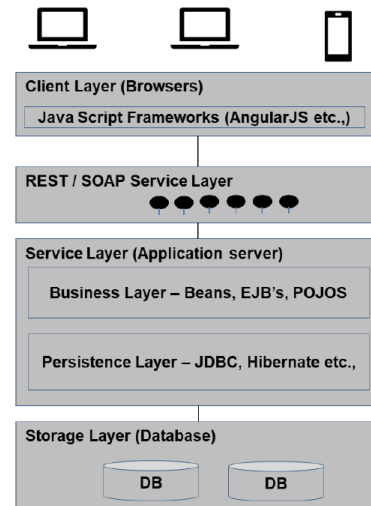 Client Layer (Browsers)
Java Script Frameworks (AngularJS etc.,)
REST / SOAP Service Layer
Service Layer (Application server)
Business Layer – Beans, EJB's, POJOS
Persistence Layer – JDBC, Hibernate etc.,
Storage Layer (Database)
DB
DB